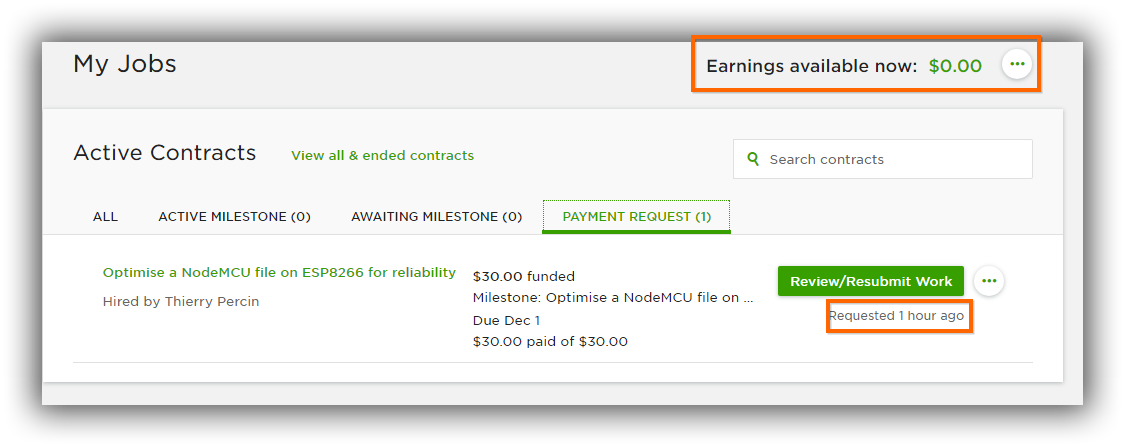 My Jobs
Earnings available now: $0.00
Active Contracts
View all & ended contracts
Search contracts
ALL
ACTIVE MILESTONE (0)
AWAITING MILESTONE (0)
PAYMENT REQUEST (1)
Optimise a NodeMCU file on ESP8266 for reliability
Hired by Thierry Percin
$30.00 funded
Milestone: Optimise a NodeMCU file on ...
Due Dec 1
$30.00 paid of $30.00
Review/Resubmit Work
Requested 1 hour ago